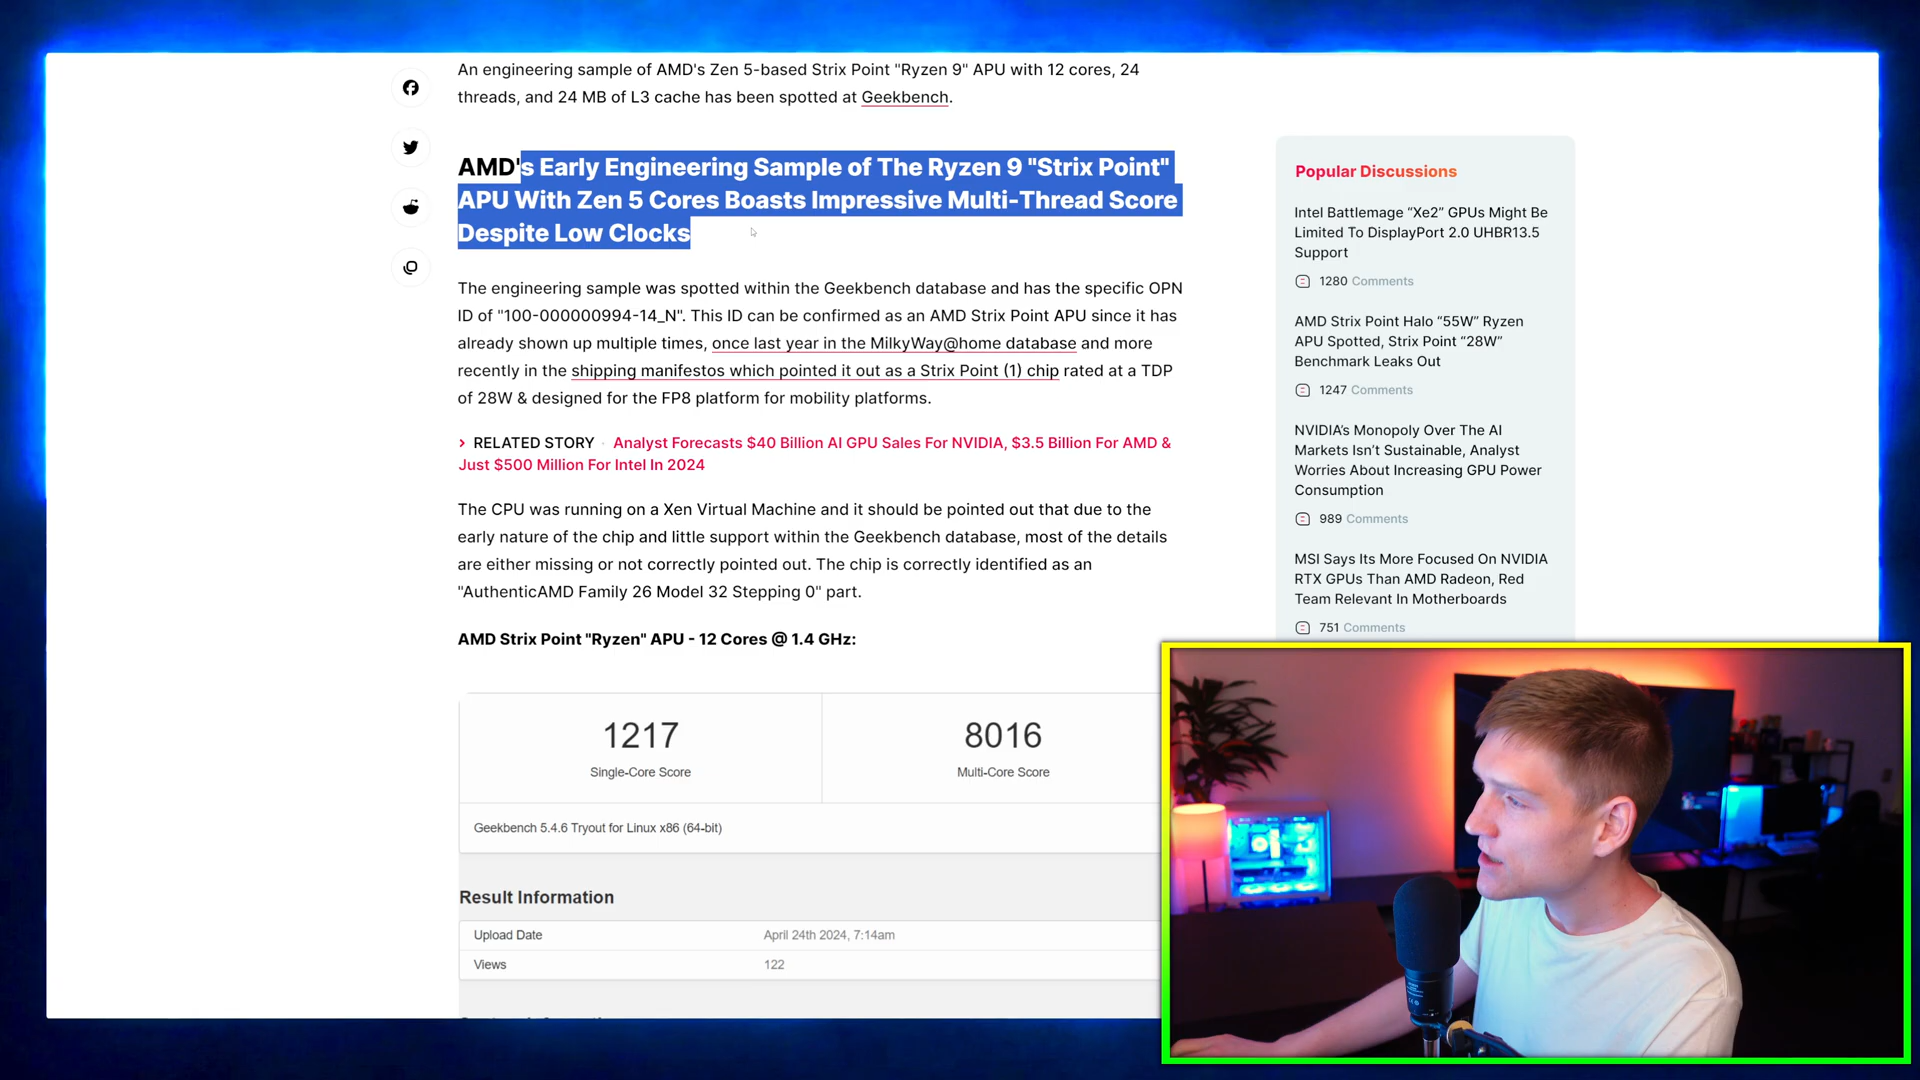 An engineering sample of AMD's Zen 5-based Strix Point "Ryzen 9" APU with 12 cores, 24
threads, and 24 MB of L3 cache has been spotted at Geekbench.
AMD's Early Engineering Sample of The Ryzen 9 "Strix Point"
APU With Zen 5 Cores Boasts Impressive Multi-Thread Score
Despite Low Clocks
The engineering sample was spotted within the Geekbench database and has the specific OPN
ID of "100-000000994-14_N". This ID can be confirmed as an AMD Strix Point APU since it has
already shown up multiple times, once last year in the MilkyWay@home database and more
recently in the shipping manifestos which pointed it out as a Strix Point (1) chip rated at a TDP
of 28W & designed for the FP8 platform for mobility platforms.
RELATED STORY · Analyst Forecasts $40 Billion AI GPU Sales For NVIDIA, $3.5 Billion For AMD &
Just $500 Million For Intel In 2024
The CPU was running on a Xen Virtual Machine and it should be pointed out that due to the
early nature of the chip and little support within the Geekbench database, most of the details
are either missing or not correctly pointed out. The chip is correctly identified as an
"AuthenticAMD Family 26 Model 32 Stepping 0" part.
AMD Strix Point "Ryzen" APU - 12 Cores @ 1.4 GHz:
1217
Single-Core Score
8016
Multi-Core Score
Geekbench 5.4.6 Tryout for Linux x86 (64-bit)
Result Information
Upload Date April 24th 2024, 7:14am
Views 122
Popular Discussions
Intel Battlemage “Xe2” GPUs Might Be
Limited To DisplayPort 2.0 UHBR13.5
Support
1280 Comments
AMD Strix Point Halo “55W” Ryzen
APU Spotted, Strix Point “28W”
Benchmark Leaks Out
1247 Comments
NVIDIA’s Monopoly Over The AI
Markets Isn’t Sustainable, Analyst
Worries About Increasing GPU Power
Consumption
989 Comments
MSI Says Its More Focused On NVIDIA
RTX GPUs Than AMD Radeon, Red
Team Relevant In Motherboards
751 Comments